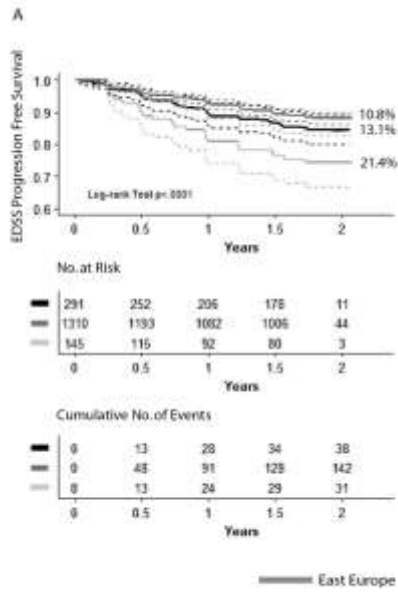 A
EDSS Progression Free Survival
1.0
0.9
0.8
0.7
0.6
10.8%
13.1%
21.4%
Log-rank Test p<.0001
0 0.5 1 1.5 2
Years
No. at Risk
291 252 206 178 11
1310 1193 1082 1006 44
145 115 92 80 3
0 0.5 1 1.5 2
Years
Cumulative No. of Events
0 13 28 34 38
0 48 91 128 142
0 13 24 29 31
0 0.5 1 1.5 2
Years
East Europe